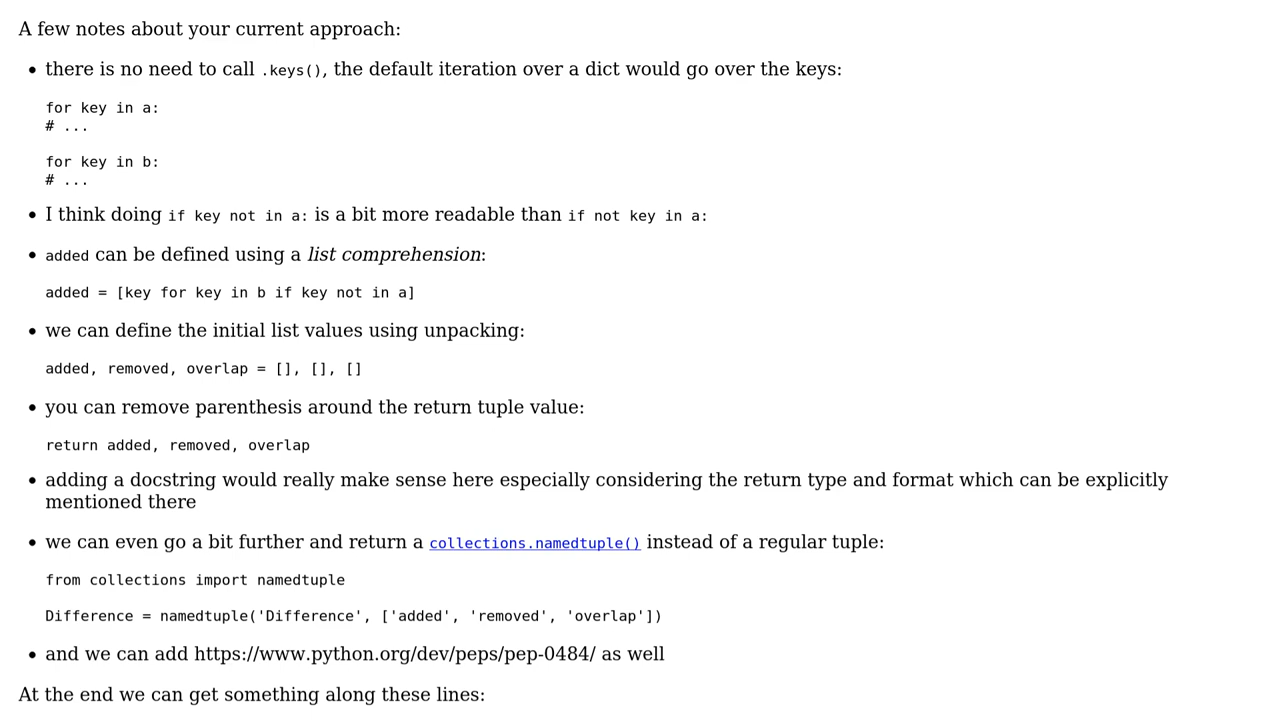 A few notes about your current approach:
• there is no need to call .keys(), the default iteration over a dict would go over the keys:
for key in a:
# ...
for key in b:
# ...
• I think doing if key not in a: is a bit more readable than if not key in a:
• added can be defined using a list comprehension:
added = [key for key in b if key not in a]
• we can define the initial list values using unpacking:
added, removed, overlap = [], [], []
• you can remove parenthesis around the return tuple value:
return added, removed, overlap
• adding a docstring would really make sense here especially considering the return type and format which can be explicitly
mentioned there
• we can even go a bit further and return a collections.namedtuple() instead of a regular tuple:
from collections import namedtuple
Difference = namedtuple('Difference', ['added', 'removed', 'overlap'])
• and we can add https://www.python.org/dev/peps/pep-0484/ as well
At the end we can get something along these lines: